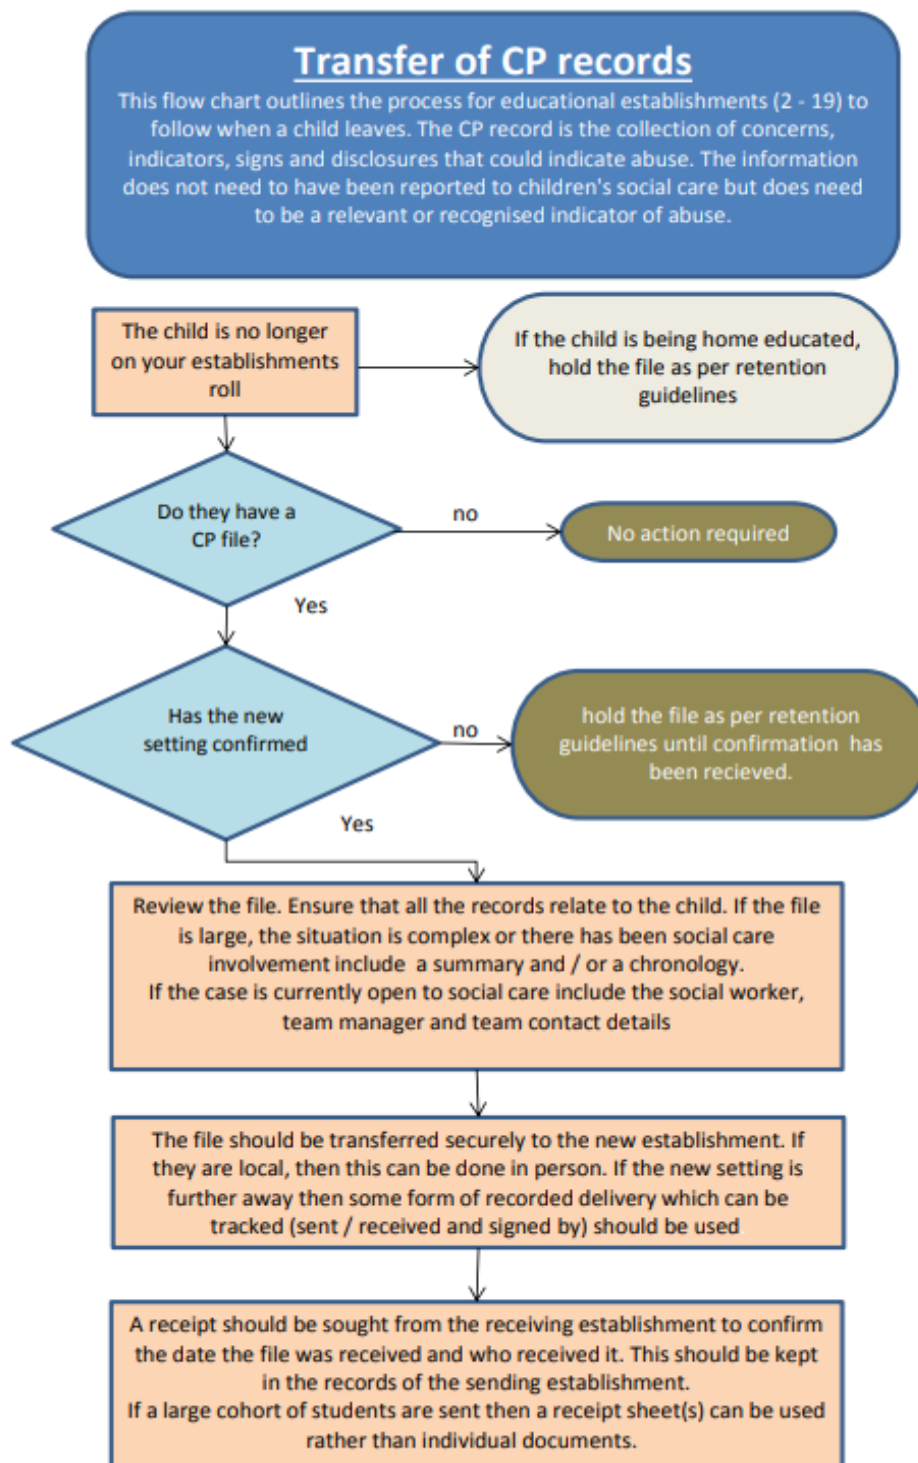 Transfer of CP records
This flow chart outlines the process for educational establishments (2 - 19) to
follow when a child leaves. The CP record is the collection of concerns,
indicators, signs and disclosures that could indicate abuse. The information
does not need to have been reported to children's social care but does need
to be a relevant or recognised indicator of abuse.
The child is no longer
on your establishments
roll
If the child is being home educated,
hold the file as per retention
guidelines
Do they have a
CP file?
no
No action required
Yes
Has the new
setting confirmed
no
hold the file as per retention
guidelines until confirmation has
been recieved.
Yes
Review the file. Ensure that all the records relate to the child. If the file
is large, the situation is complex or there has been social care
involvement include a summary and / or a chronology.
If the case is currently open to social care include the social worker,
team manager and team contact details
The file should be transferred securely to the new establishment. If
they are local, then this can be done in person. If the new setting is
further away then some form of recorded delivery which can be
tracked (sent / received and signed by) should be used
A receipt should be sought from the receiving establishment to confirm
the date the file was received and who received it. This should be kept
in the records of the sending establishment.
If a large cohort of students are sent then a receipt sheet(s) can be used
rather than individual documents.